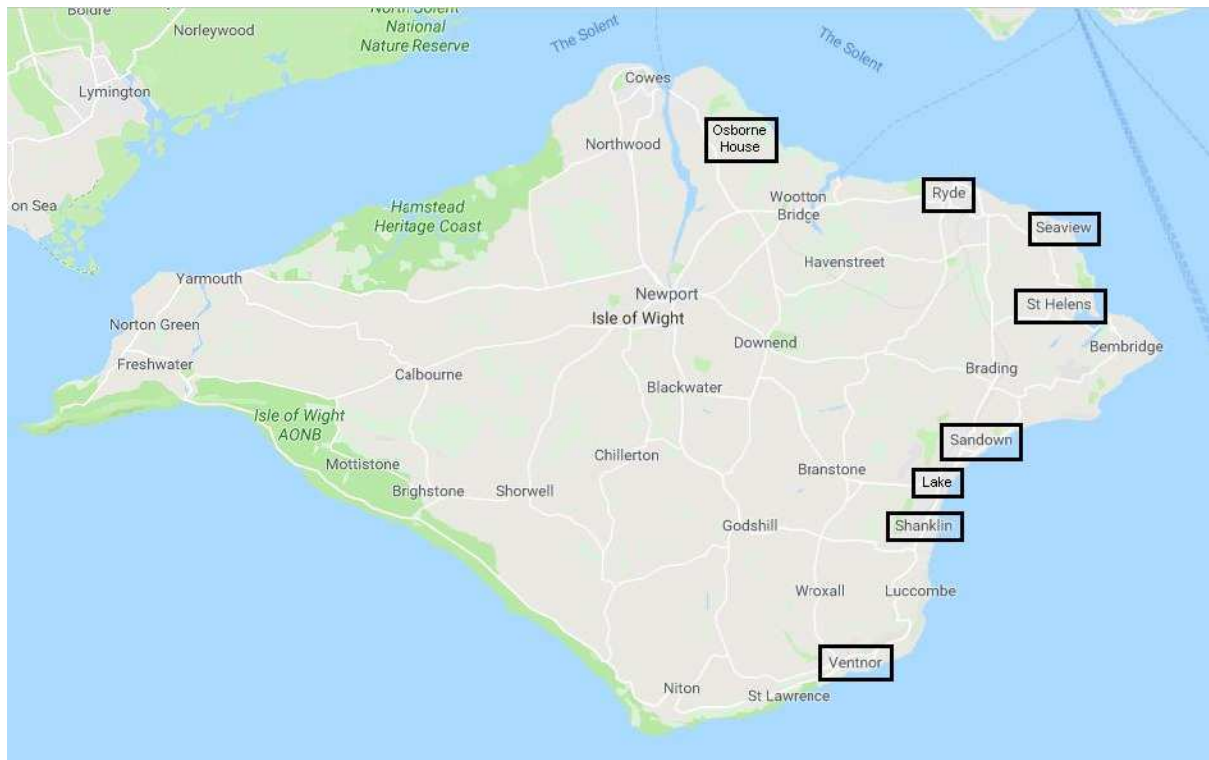 Boldre
Norleywood
North Solent
National
Nature Reserve
The Solent
The Solent
Lymington
Cowes
Osborne
House
Northwood
on Sea
Hamstead
Heritage Coast
Wootton
Bridge
Ryde
Seaview
Havenstreet
Yarmouth
Newport
Isle of Wight
St Helens
Norton Green
Downend
Bembridge
Freshwater
Calbourne
Blackwater
Brading
Isle of Wight
AONB
Sandown
Chillerton
Mottistone
Branstone
Lake
Brighstone
Shorwell
Godshill
Shanklin
Wroxall
Luccombe
Ventnor
Niton
St Lawrence